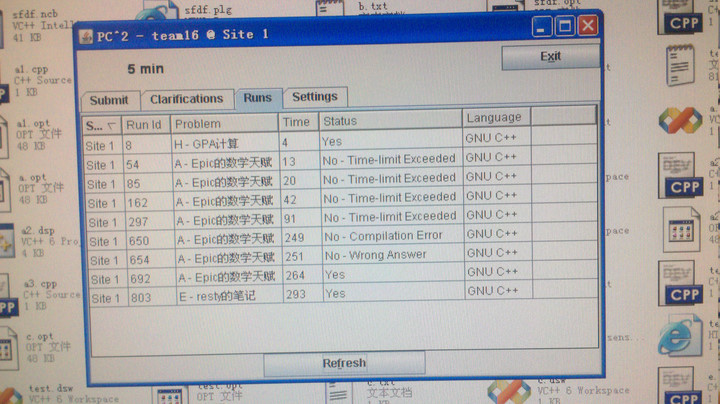 sfdf.ncb
VC++ Intell
41 KB
sfdf.plg
b.txt
PC^2 - team16 @ Site 1
5 min
Exit
Submit
Clarifications
Runs
Settings
S... Run Id Problem Time Status Language
Site 1 8 H - GPA计算 4 Yes GNU C++
Site 1 54 A - Epic的数学天赋 13 No - Time-limit Exceeded GNU C++
Site 1 85 A - Epic的数学天赋 20 No - Time-limit Exceeded GNU C++
Site 1 162 A - Epic的数学天赋 42 No - Time-limit Exceeded GNU C++
Site 1 297 A - Epic的数学天赋 91 No - Time-limit Exceeded GNU C++
Site 1 650 A - Epic的数学天赋 249 No - Compilation Error GNU C++
Site 1 654 A - Epic的数学天赋 251 No - Wrong Answer GNU C++
Site 1 692 A - Epic的数学天赋 264 Yes GNU C++
Site 1 803 E - resty的笔记 293 Yes GNU C++
Refresh
a1.cpp
C++ Source
1 KB
a1.opt
OPT 文件
48 KB
a.opt
OPT 文件
48 KB
a2.dsp
VC++ 6 Pro
4 KB
a3.cpp
C++ Source
1 KB
c.opt
OPT 文件
48 KB
test.dsw
VC++ 6 Workspace
test.opt
OPT 文件
c.txt
文本文档
c.dsw
VC++ 6 Workspace
CPP
CPP
CPP
CPP